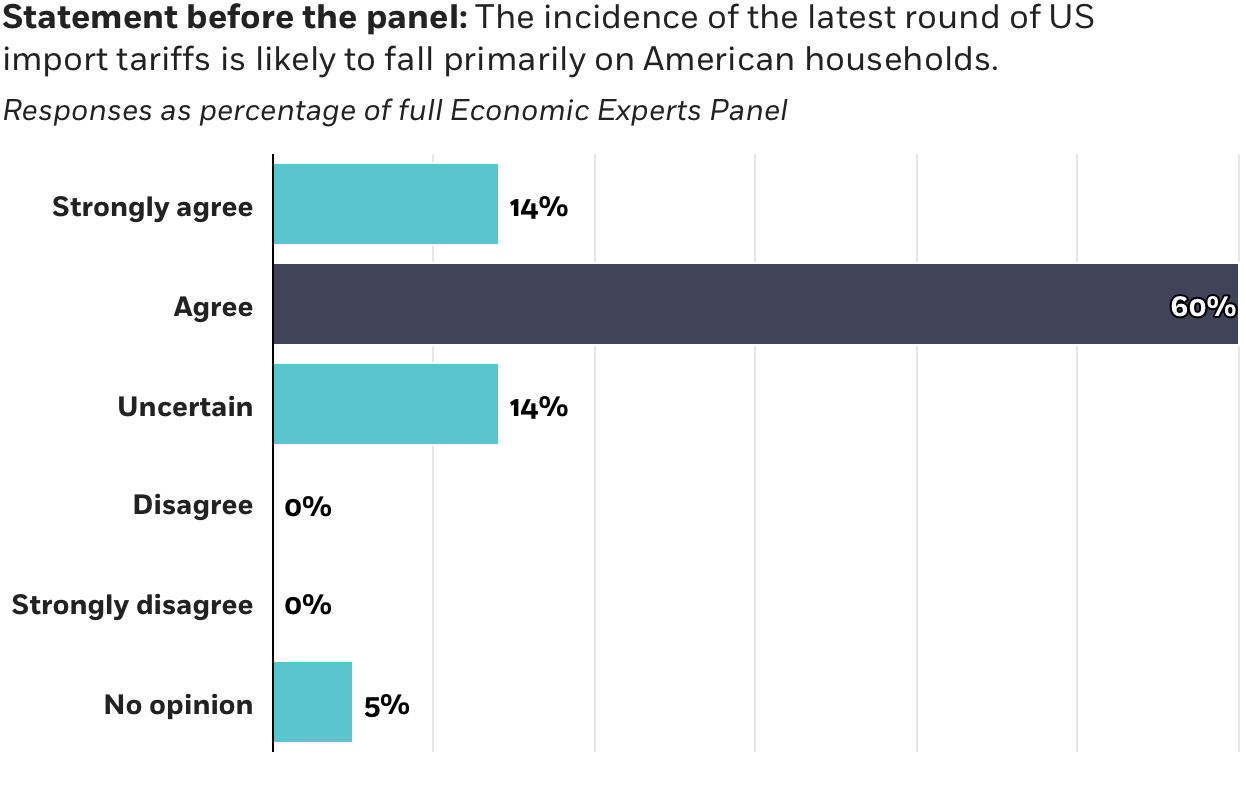 Statement before the panel: The incidence of the latest round of US
import tariffs is likely to fall primarily on American households.
Responses as percentage of full Economic Experts Panel
Strongly agree 14%
Agree 60%
Uncertain 14%
Disagree 0%
Strongly disagree 0%
No opinion 5%